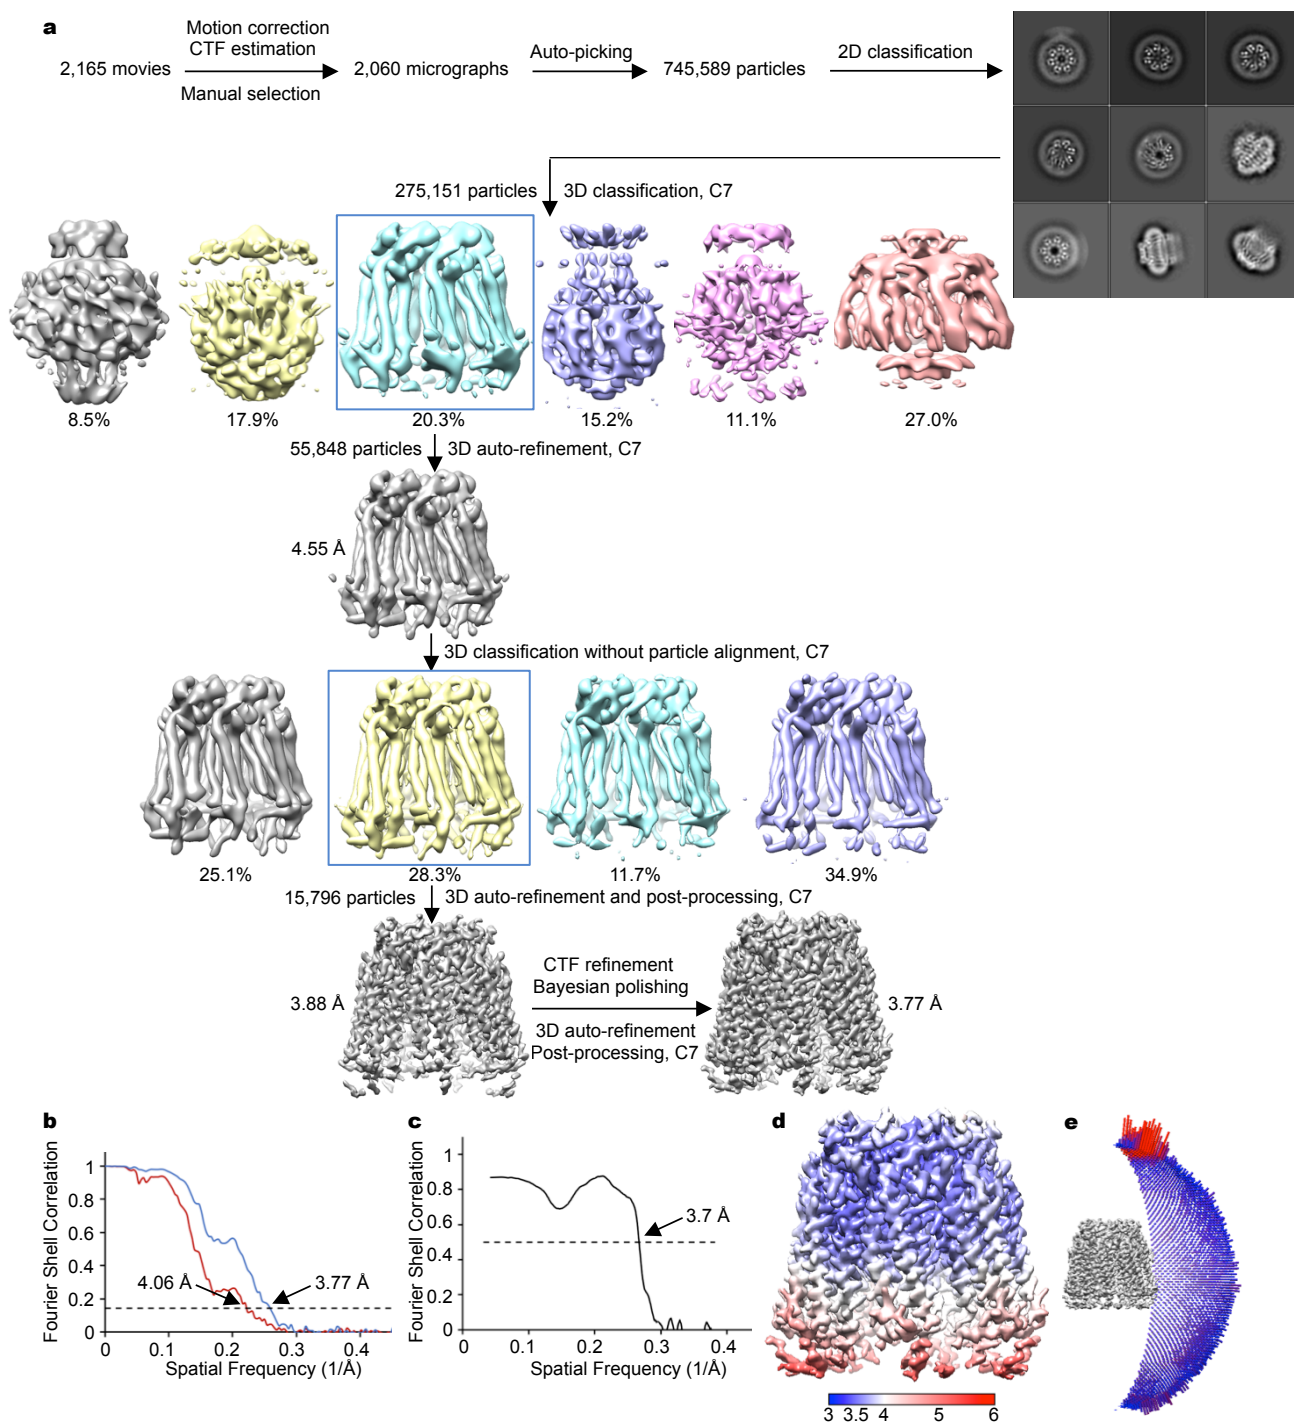 a
Motion correction
CTF estimation
2,165 movies
Manual selection
2,060 micrographs
Auto-picking
745,589 particles
2D classification
275,151 particles
3D classification, C7
8.5%
17.9%
20.3%
15.2%
11.1%
27.0%
55,848 particles
3D auto-refinement, C7
4.55 Å
3D classification without particle alignment, C7
25.1%
28.3%
11.7%
34.9%
15,796 particles
3D auto-refinement and post-processing, C7
3.88 Å
CTF refinement
Bayesian polishing
3D auto-refinement
Post-processing, C7
3.77 Å
b
Fourier Shell Correlation
1
0.8
0.6
0.4
0.2
0
4.06 Å
3.77 Å
0
0.1
0.2
0.3
0.4
Spatial Frequency (1/Å)
c
Fourier Shell Correlation
1
0.8
0.6
0.4
0.2
0
3.7 Å
0
0.1
0.2
0.3
0.4
Spatial Frequency (1/Å)
d
3
3.5
4
5
6
e